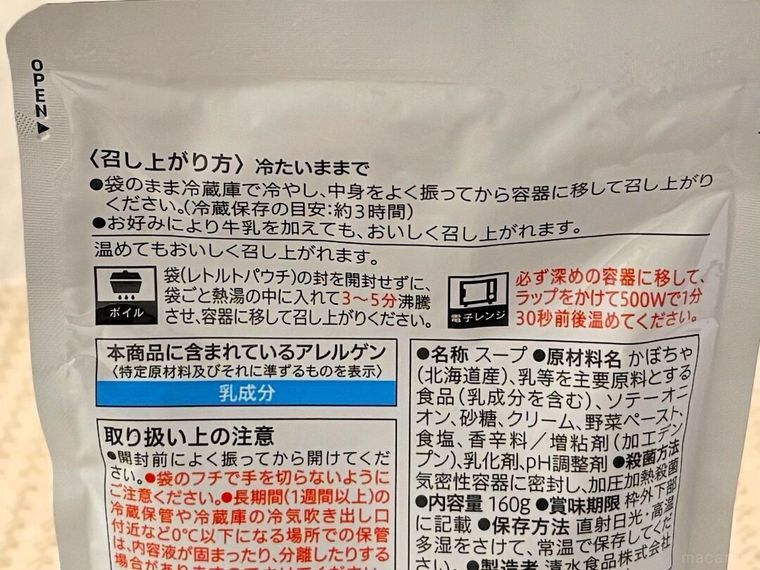 OPEN▶
〈召し上がり方〉冷たいままで
●袋のまま冷蔵庫で冷やし、中身をよく振ってから容器に移して召し上がり
ください。(冷蔵保存の目安:約3時間)
●お好みにより牛乳を加えても、おいしく召し上がれます。
温めてもおいしく召し上がれます。
ボイル
袋(レトルトパウチ)の封を開封せずに、
袋ごと熱湯の中に入れて3〜5分沸騰
させ、容器に移して召し上がりください。
電子レンジ
必ず深めの容器に移して、
ラップをかけて500Wで1分
30秒前後温めてください。
本商品に含まれているアレルゲン
〈特定原材料及びそれに準ずるものを表示〉
乳成分
取り扱い上の注意
●開封前によく振ってから開けてくだ
さい。●袋のフチで手を切らないように
ご注意ください。●長期間(1週間以上)の
冷蔵保管や冷蔵庫の冷気吹き出し口
付近など0℃以下になる場所での保管
は、内容液が固まったり、分離したりする
場合がありますので
●名称 スープ ●原材料名 かぼちゃ
(北海道産)、乳等を主要原料とする
食品(乳成分を含む)、ソテーオニ
オン、砂糖、クリーム、野菜ペースト、
食塩、香辛料/増粘剤(加工デン
プン)、乳化剤、pH調整剤 ●殺菌方法
気密性容器に密封し、加圧加熱殺菌
●内容量 160g ●賞味期限 枠外下部
に記載 ●保存方法 直射日光・高温
多湿をさけて、常温で保存してくだ
さい。●製造者 清水食品株式会社